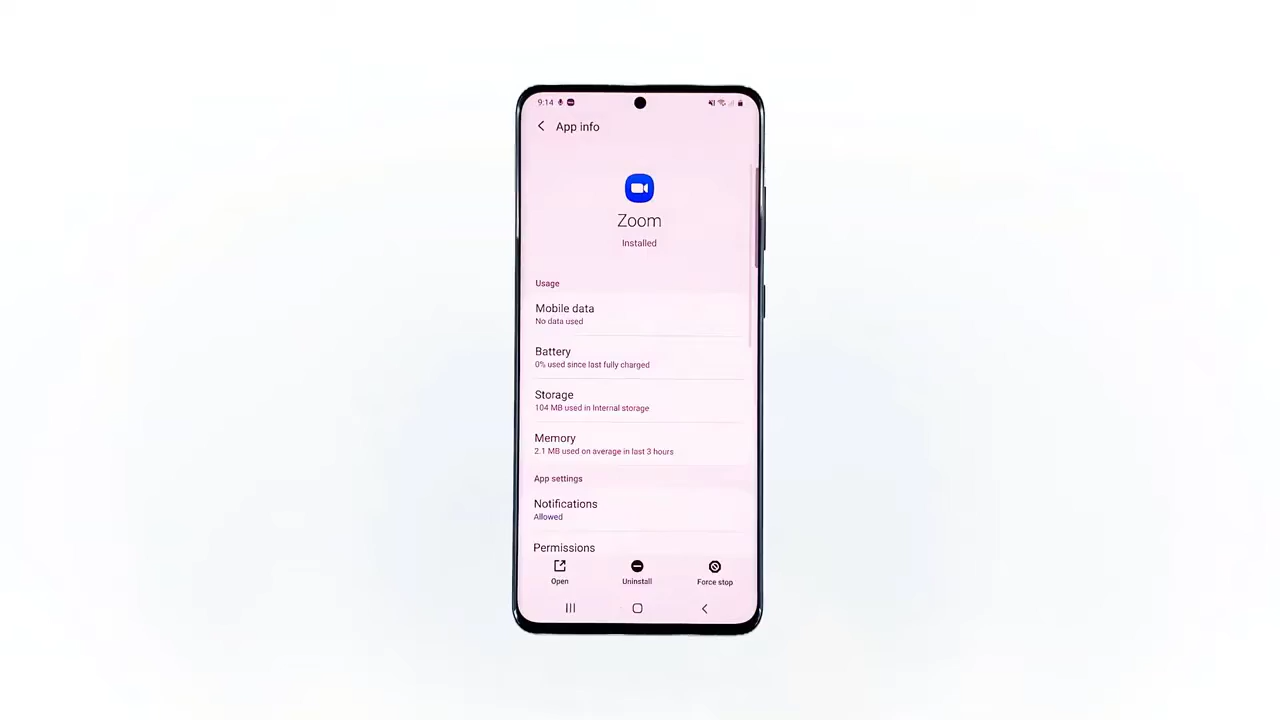 9:14
App info
Zoom
Installed
Usage
Mobile data
No data used
Battery
0% used since last fully charged
Storage
104 MB used in Internal storage
Memory
2.1 MB used on average in last 3 hours
App settings
Notifications
Allowed
Permissions
Open Uninstall Force stop